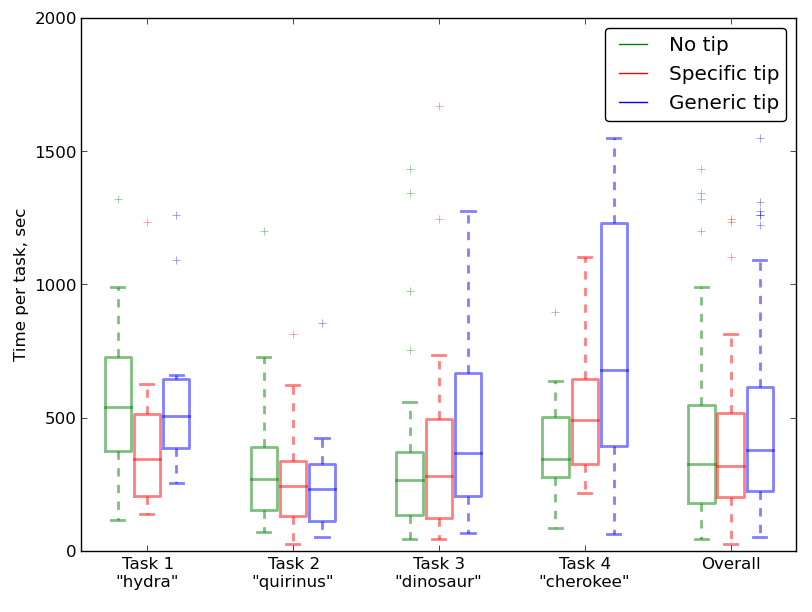 2000
1500
1000
500
0
Time per task, sec
No tip
Specific tip
Generic tip
Task 1
"hydra"
Task 2
"quirinus"
Task 3
"dinosaur"
Task 4
"cherokee"
Overall